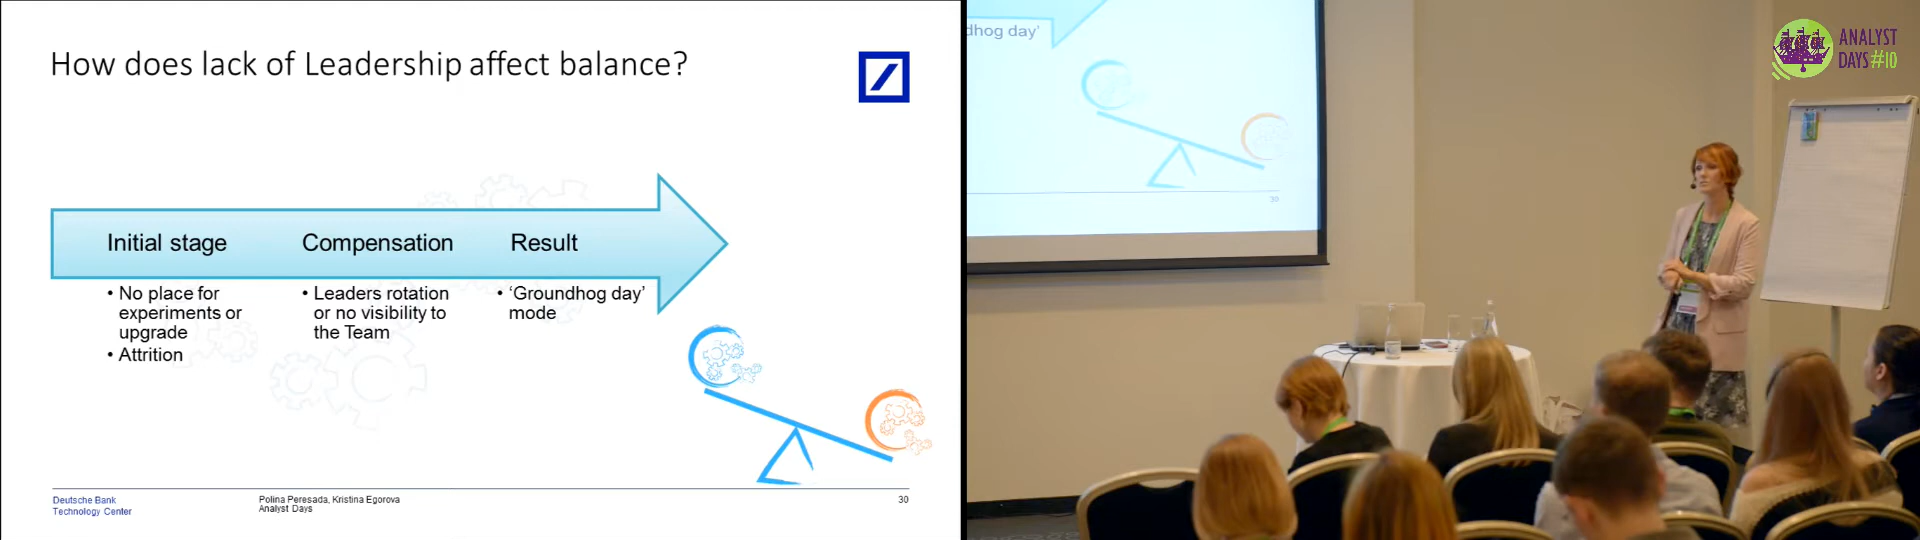 How does lack of Leadership affect balance?
Initial stage
Compensation
Result
• No place for
experiments or
upgrade
• Attrition
• Leaders rotation
or no visibility to
the Team
• ‘Groundhog day’
mode
Deutsche Bank
Technology Center
Polina Peresada, Kristina Egorova
Analyst Days
30
dhog day’
30
ANALYST
DAYS#10